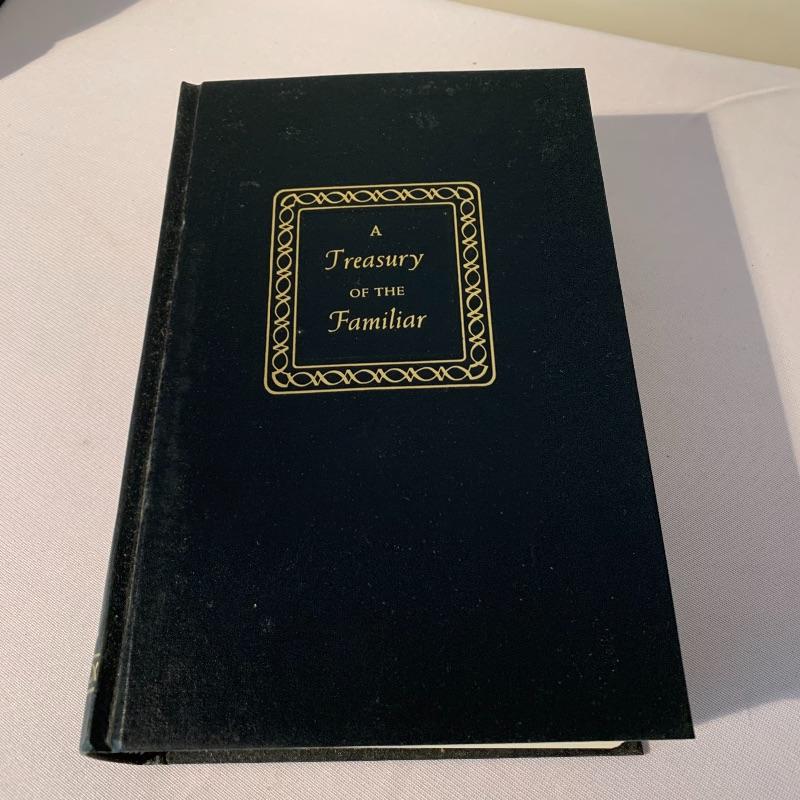 A
Treasury
OF THE
Familiar